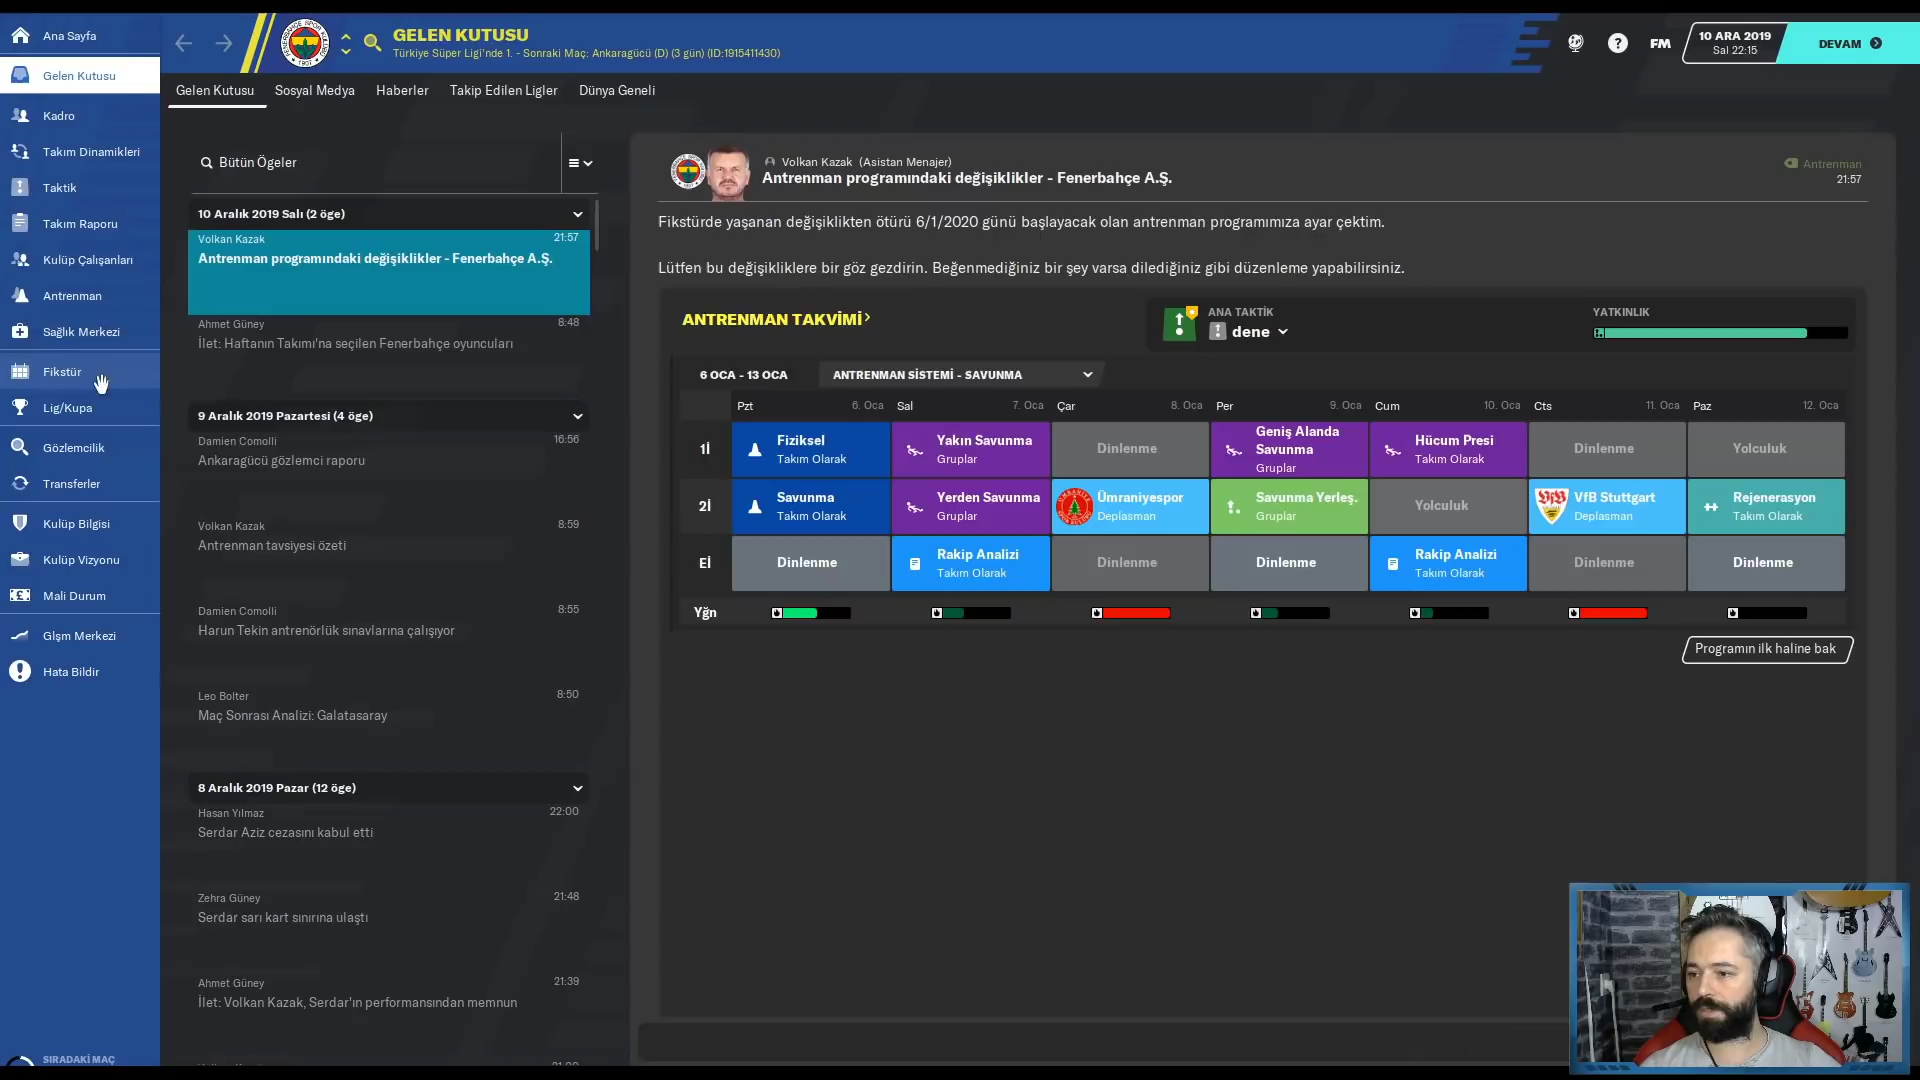 Ana Sayfa
Gelen Kutusu
Kadro
Takım Dinamikleri
Taktik
Takım Raporu
Kulüp Çalışanları
Antrenman
Sağlık Merkezi
Fikstür
Lig/Kupa
Gözlemcilik
Transferler
Kulüp Bilgisi
Kulüp Vizyonu
Mali Durum
Glşm Merkezi
Hata Bildir
SIRADAKİ MAÇ
GELEN KUTUSU
Türkiye Süper Ligi'nde 1. - Sonraki Maç: Ankaragücü (D) (3 gün) (ID:1915411430)
FM
10 ARA 2019
Sal 22:15
DEVAM
Gelen Kutusu Sosyal Medya Haberler Takip Edilen Ligler Dünya Geneli
Bütün Ögeler
10 Aralık 2019 Salı (2 öge)
Volkan Kazak 21:57
Antrenman programındaki değişiklikler - Fenerbahçe A.Ş.
Ahmet Güney 8:48
İlet: Haftanın Takımı'na seçilen Fenerbahçe oyuncuları
9 Aralık 2019 Pazartesi (4 öge)
Damien Comolli 16:56
Ankaragücü gözlemci raporu
Volkan Kazak 8:59
Antrenman tavsiyesi özeti
Damien Comolli 8:55
Harun Tekin antrenörlük sınavlarına çalışıyor
Leo Bolter 8:50
Maç Sonrası Analizi: Galatasaray
8 Aralık 2019 Pazar (12 öge)
Hasan Yılmaz 22:00
Serdar Aziz cezasını kabul etti
Zehra Güney 21:48
Serdar sarı kart sınırına ulaştı
Ahmet Güney 21:39
İlet: Volkan Kazak, Serdar'ın performansından memnun
Volkan Kazak (Asistan Menajer)
Antrenman programındaki değişiklikler - Fenerbahçe A.Ş.
Antrenman
21:57
Fikstürde yaşanan değişiklikten ötürü 6/1/2020 günü başlayacak olan antrenman programımıza ayar çektim.
Lütfen bu değişikliklere bir göz gezdirin. Beğenmediğiniz bir şey varsa dilediğiniz gibi düzenleme yapabilirsiniz.
ANTRENMAN TAKVİMİ
ANA TAKTİK
dene
YATKINLIK
6 OCA - 13 OCA
ANTRENMAN SİSTEMİ - SAVUNMA
Pzt 6. Oca Sal 7. Oca Çar 8. Oca Per 9. Oca Cum 10. Oca Cts 11. Oca Paz 12. Oca
1İ
Fiziksel
Takım Olarak
Yakın Savunma
Gruplar
Dinlenme
Geniş Alanda
Savunma
Gruplar
Hücum Presi
Takım Olarak
Dinlenme
Yolculuk
2İ
Savunma
Takım Olarak
Yerden Savunma
Gruplar
Ümraniyespor
Deplasman
Savunma Yerleş.
Gruplar
Yolculuk
VfB Stuttgart
Deplasman
Rejenerasyon
Takım Olarak
Eİ
Dinlenme
Rakip Analizi
Takım Olarak
Dinlenme
Dinlenme
Rakip Analizi
Takım Olarak
Dinlenme
Dinlenme
Yğn
Programın ilk haline bak